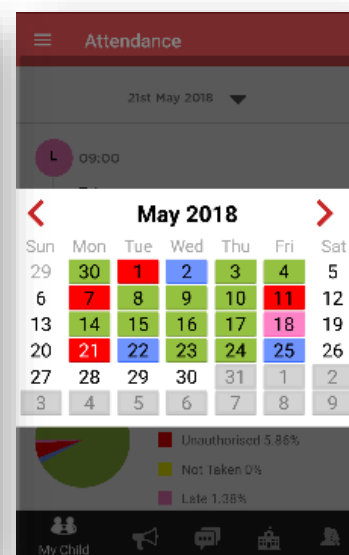 Attendance
21st May 2018
L 09:00
May 2018
Sun Mon Tue Wed Thu Fri Sat
29 30 1 2 3 4 5
6 7 8 9 10 11 12
13 14 15 16 17 18 19
20 21 22 23 24 25 26
27 28 29 30 31 1 2
3 4 5 6 7 8 9
Unauthorised 5.86%
Not Taken 0%
Late 1.38%
My Child